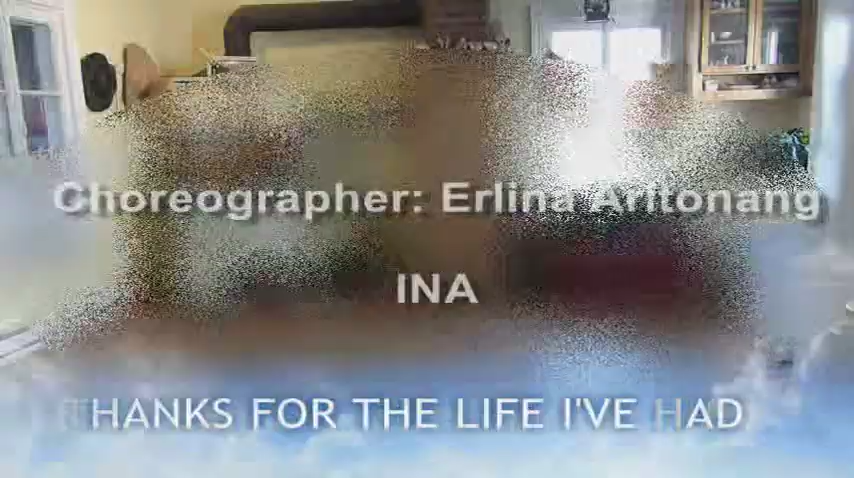 Choreographer: Erlina Aritonang
INA
THANKS FOR THE LIFE I'VE HAD